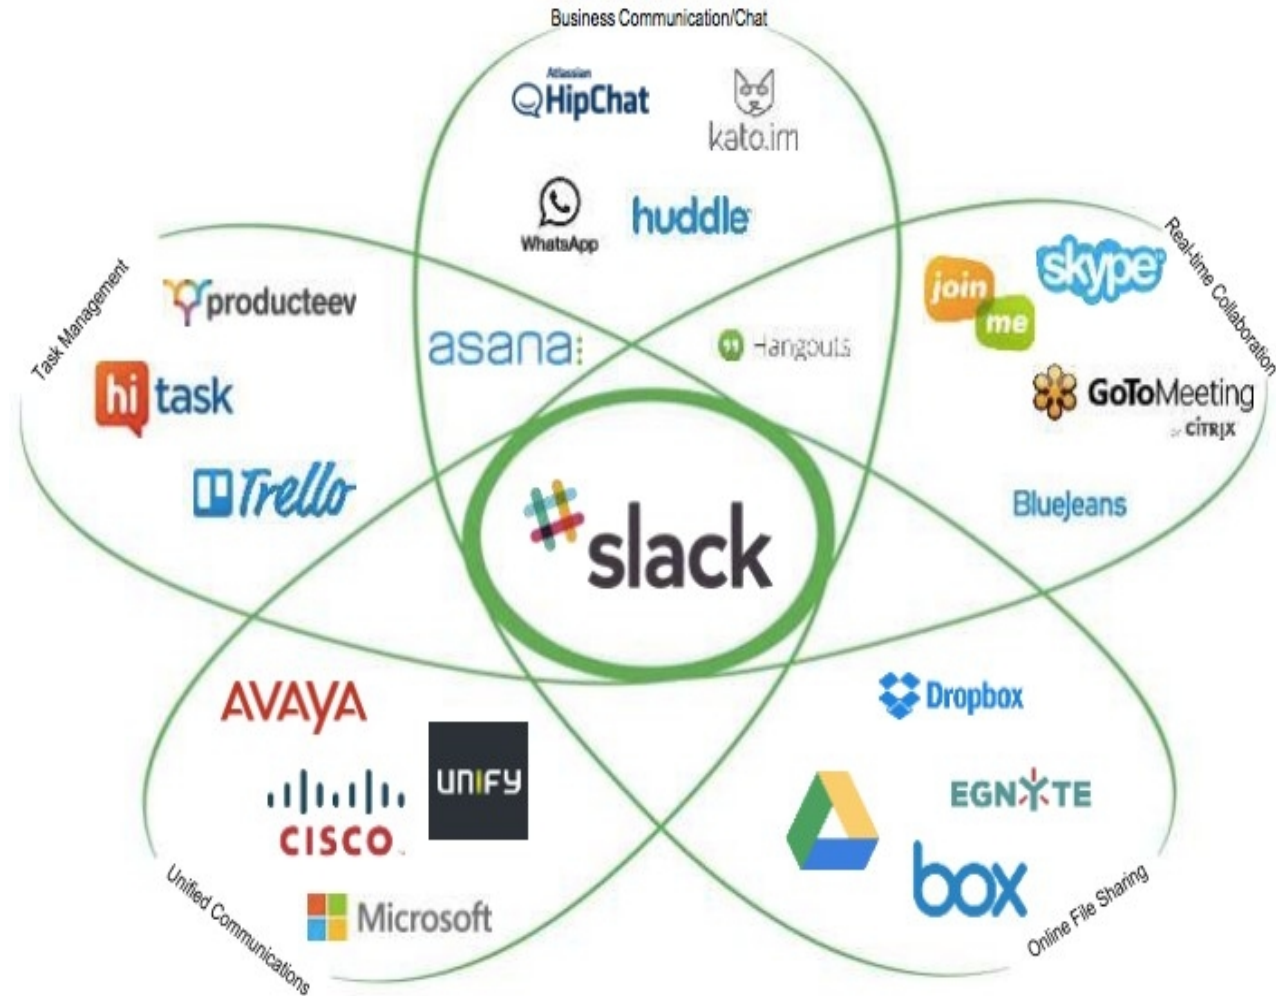 Business Communication/Chat
Atlassian
HipChat
kato.im
WhatsApp
huddle
Task Management
producteev
hi task
Trello
asana
Hangouts
join
me
skype
Real-time Collaboration
GoToMeeting
CİTRIX
BlueJeans
slack
AVAYA
UNIFY
CISCO
Microsoft
Unified Communications
Dropbox
EGNYTE
box
Online File Sharing